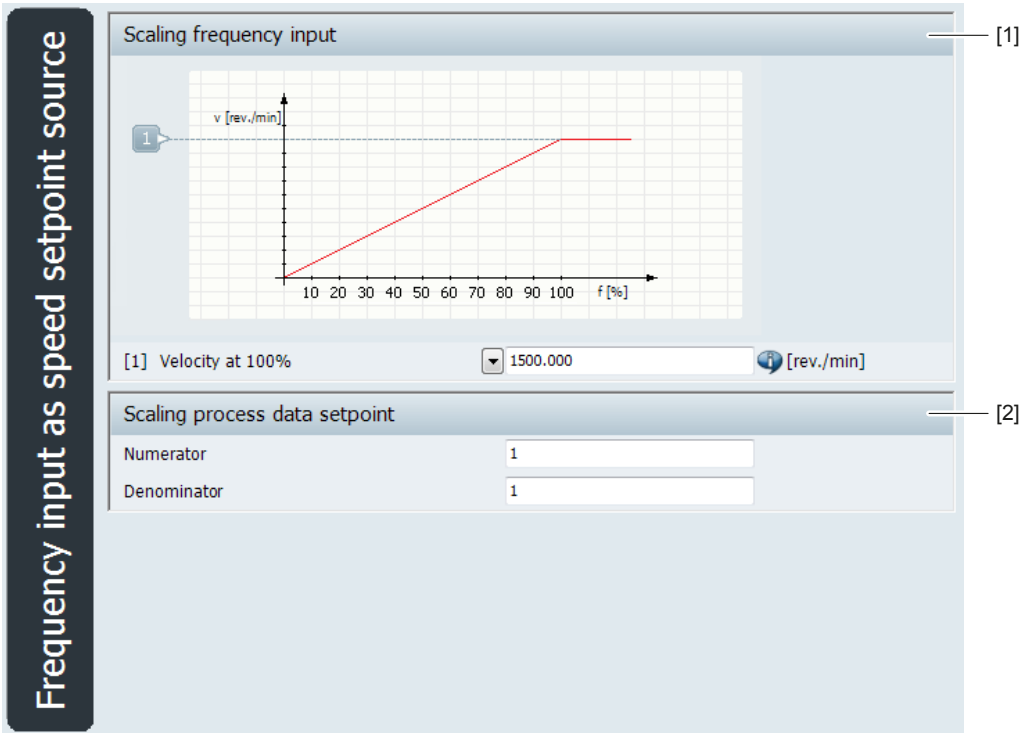 Frequency input as speed setpoint source
Scaling frequency input
[1]
v [rev./min]
1
10 20 30 40 50 60 70 80 90 100 f [%]
[1] Velocity at 100% 1500.000 [rev./min]
Scaling process data setpoint
[2]
Numerator 1
Denominator 1